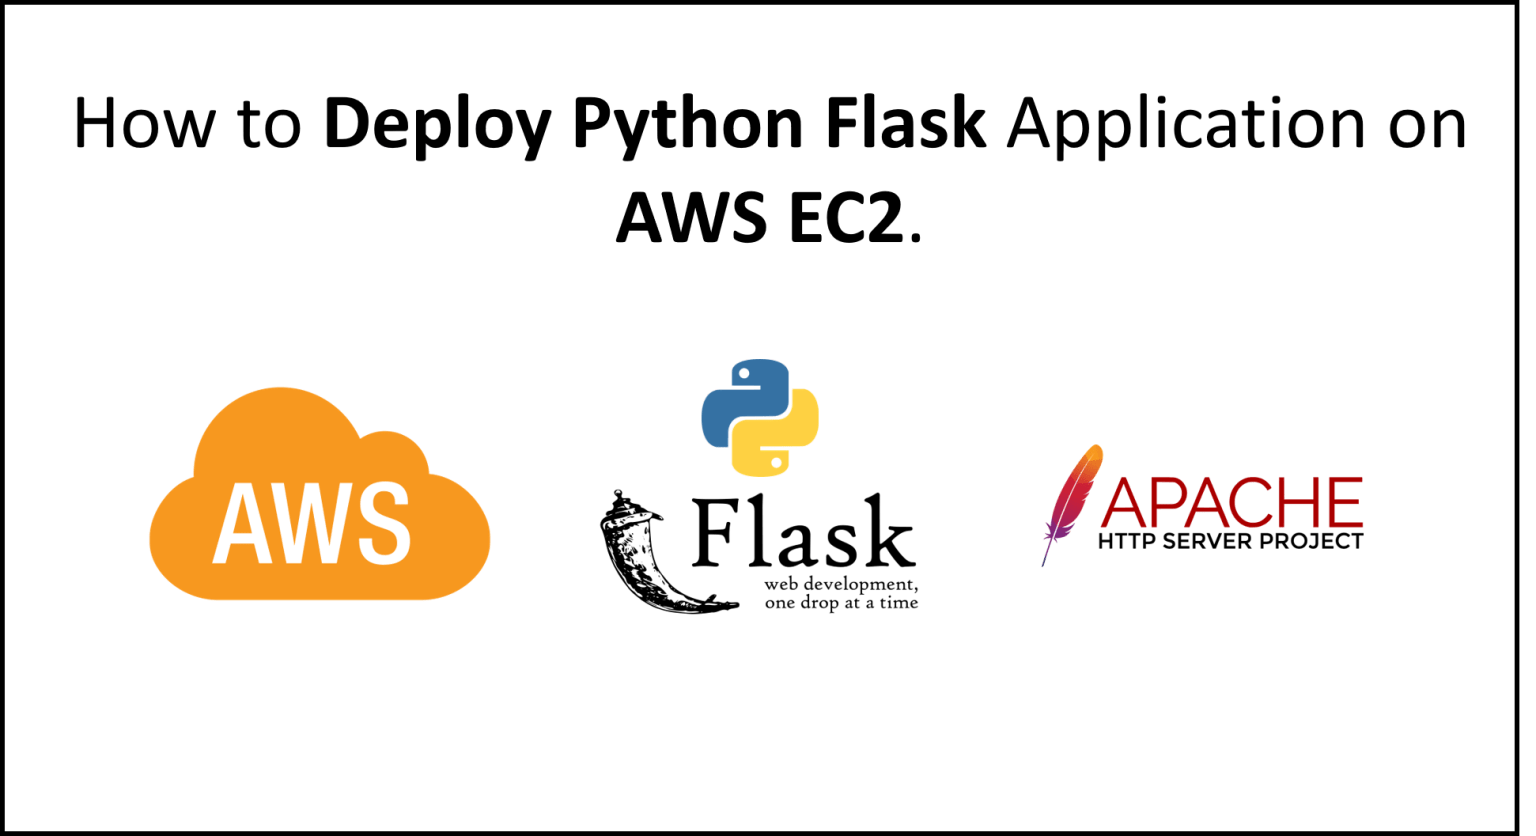 How to Deploy Python Flask Application on
AWS EC2.
AWS
Flask
web development,
one drop at a time
APACHE
HTTP SERVER PROJECT